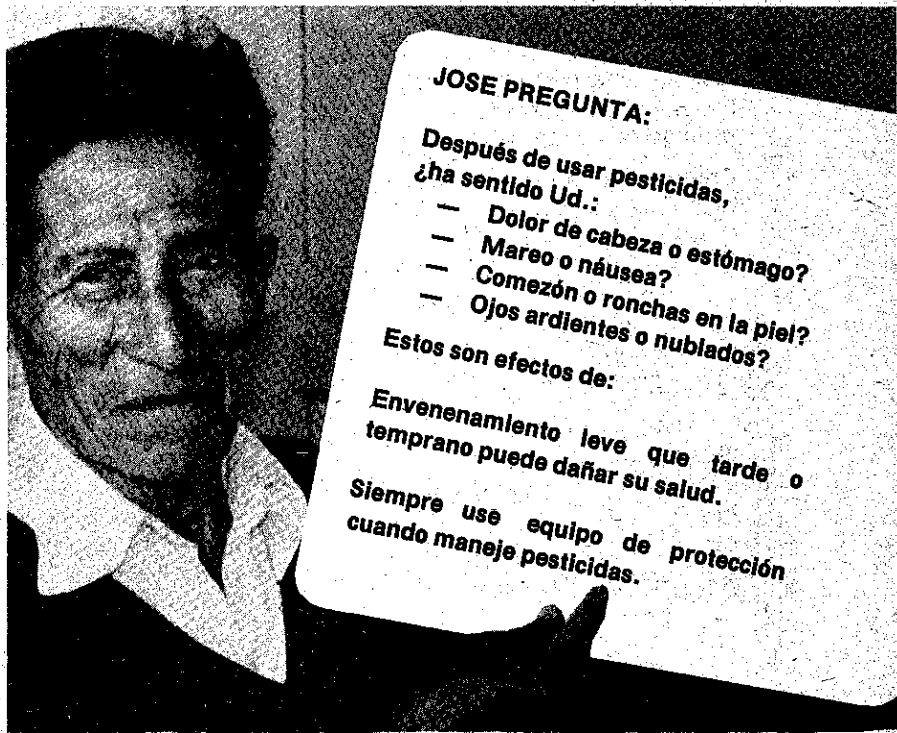 JOSE PREGUNTA:
Después de usar pesticidas,
¿ha sentido Ud.:
— Dolor de cabeza o estómago?
— Mareo o náusea?
— Comezón o ronchas en la piel?
— Ojos ardientes o nublados?
Estos son efectos de:
Envenenamiento leve que tarde o
temprano puede dañar su salud.
Siempre use equipo de protección
cuando maneje pesticidas.